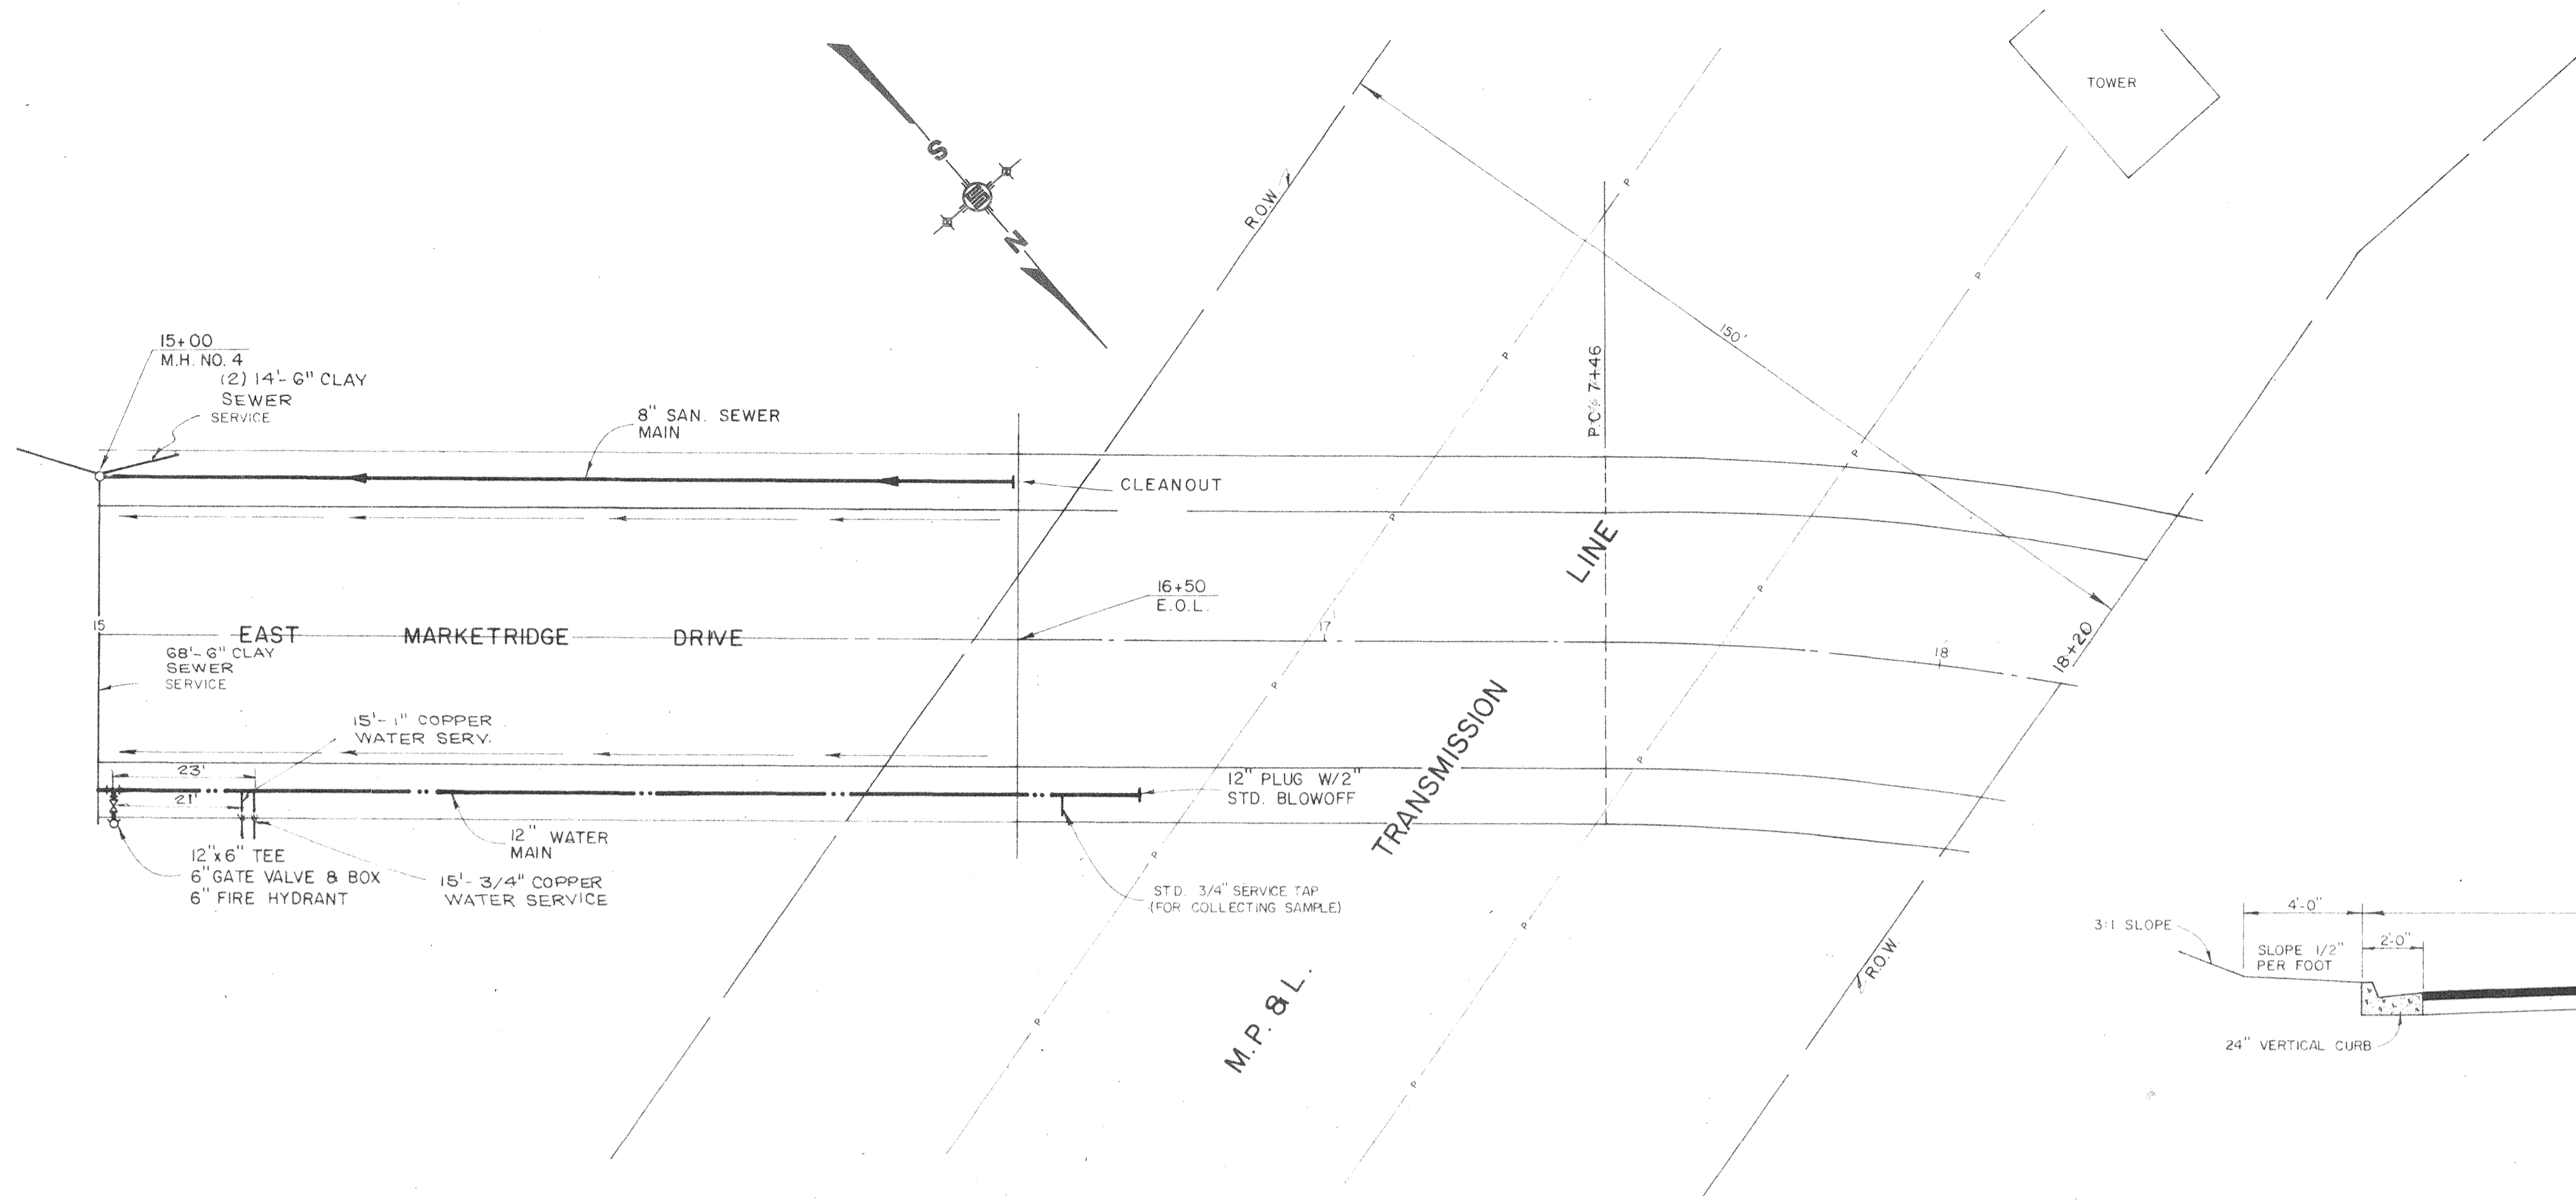 TOWER
S
N
R.O.W.
150'
15+00
M.H. NO. 4
(2) 14'-6" CLAY
SEWER
SERVICE
8" SAN. SEWER
MAIN
7+46
CLEANOUT
LINE
16+50
E.O.L.
15
EAST MARKETRIDGE DRIVE
17
18
18+20
68'-6" CLAY
SEWER
SERVICE
15'-1" COPPER
WATER SERV.
23'
21'
12" PLUG W/2"
STD. BLOWOFF
TRANSMISSION
12" WATER
MAIN
12"x6" TEE
6" GATE VALVE & BOX
6" FIRE HYDRANT
15'-3/4" COPPER
WATER SERVICE
STD. 3/4" SERVICE TAP
(FOR COLLECTING SAMPLE)
M.P. & L.
R.O.W.
P
P
P
P
P
P
P
P
P
P
P
P
P
P
3:1 SLOPE
4'-0"
SLOPE 1/2"
PER FOOT
2'-0"
24" VERTICAL CURB